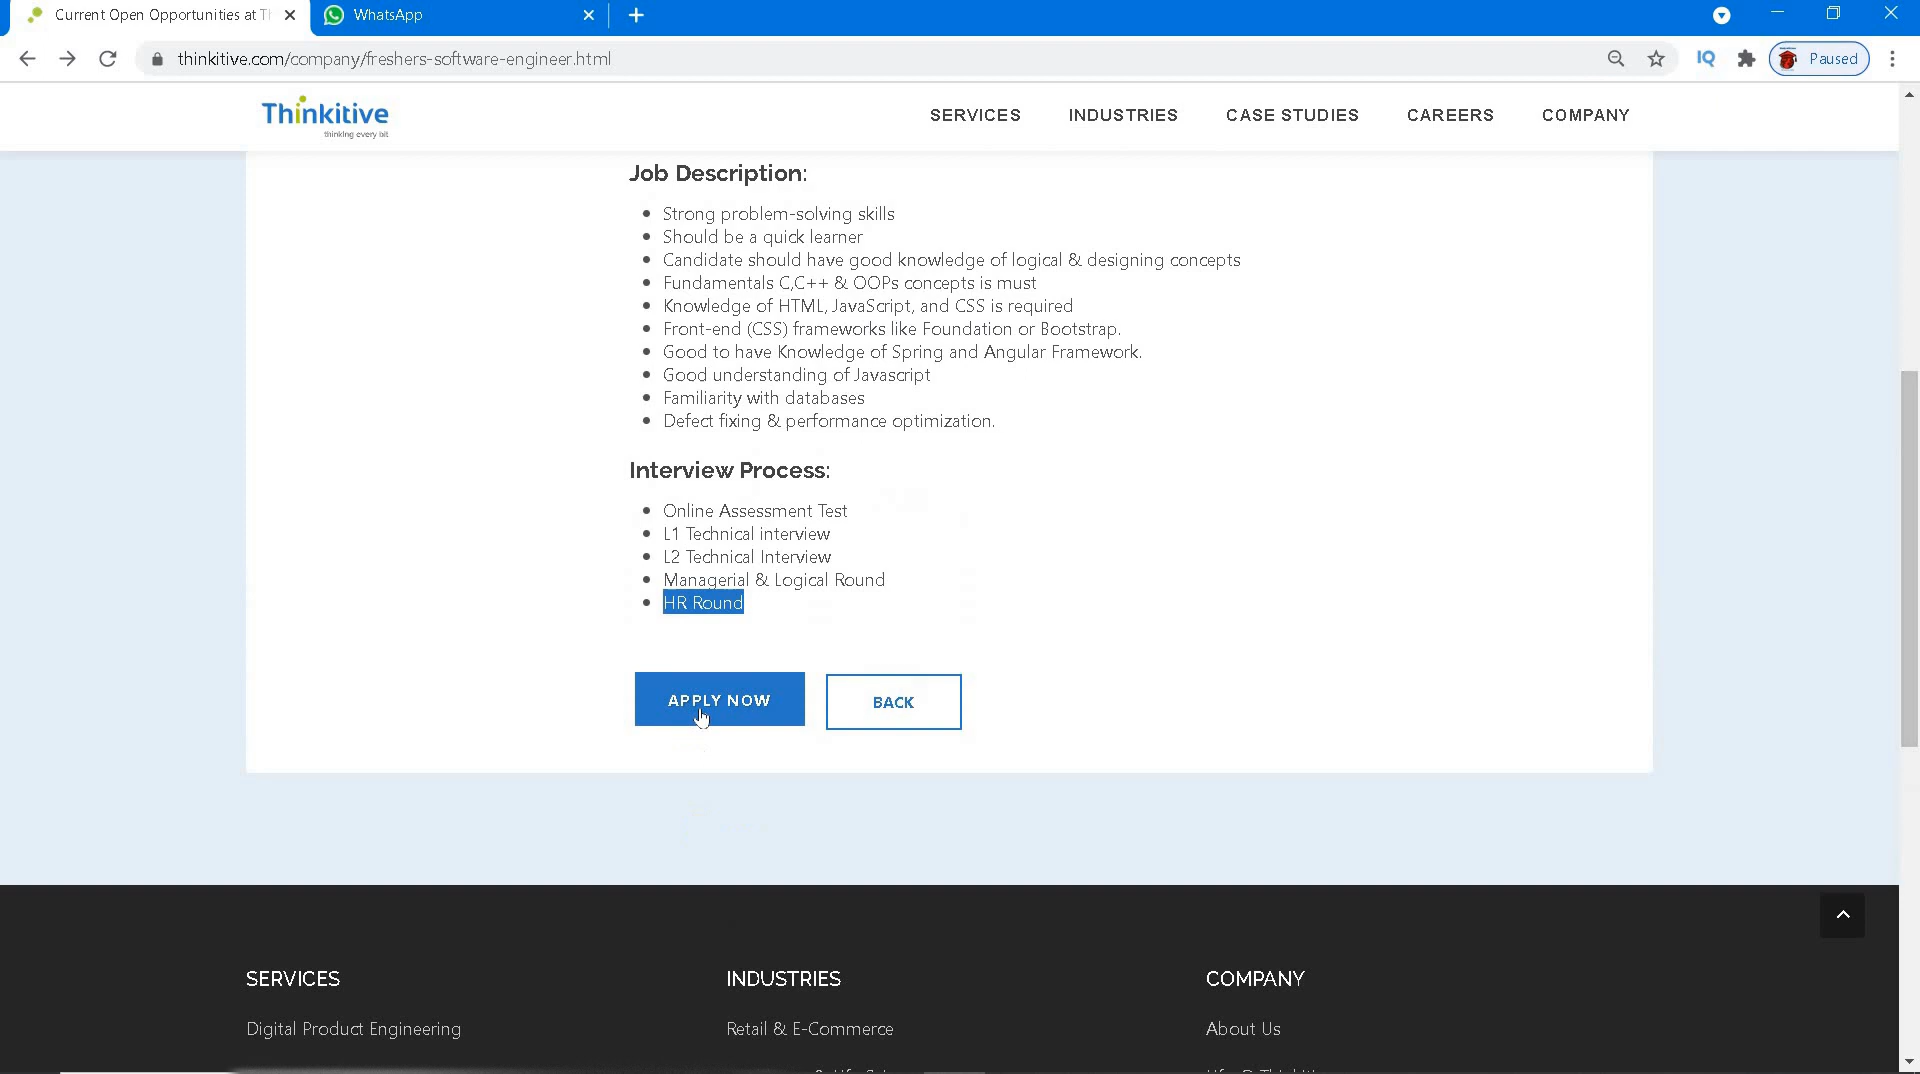 Current Open Opportunities at Th
WhatsApp
thinkitive.com/company/freshers-software-engineer.html
IQ
Paused
Thinkitive
thinking every bit
SERVICES
INDUSTRIES
CASE STUDIES
CAREERS
COMPANY
Job Description:
Strong problem-solving skills
Should be a quick learner
Candidate should have good knowledge of logical & designing concepts
Fundamentals C,C++ & OOPs concepts is must
Knowledge of HTML, JavaScript, and CSS is required
Front-end (CSS) frameworks like Foundation or Bootstrap.
Good to have Knowledge of Spring and Angular Framework.
Good understanding of Javascript
Familiarity with databases
Defect fixing & performance optimization.
Interview Process:
Online Assessment Test
L1 Technical interview
L2 Technical Interview
Managerial & Logical Round
HR Round
APPLY NOW
BACK
SERVICES
INDUSTRIES
COMPANY
Digital Product Engineering
Retail & E-Commerce
About Us